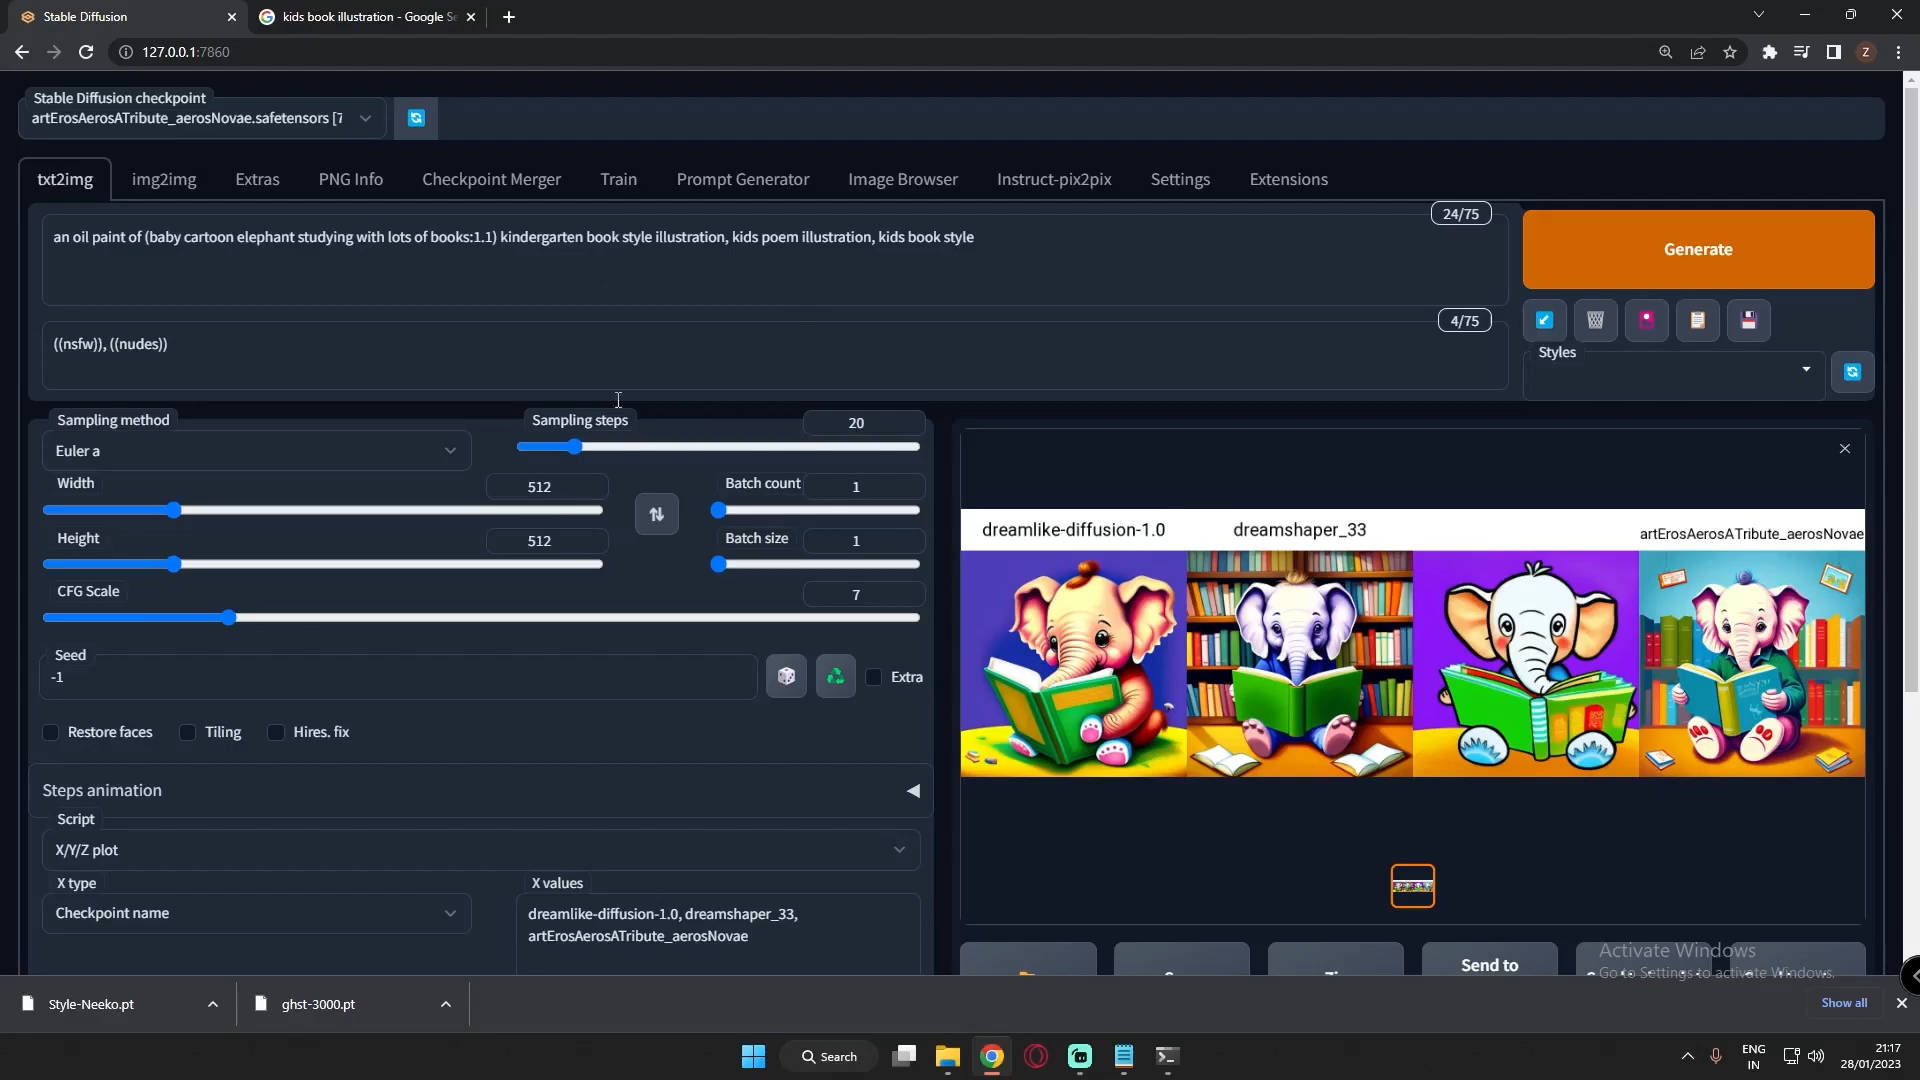 Stable Diffusion
kids book illustration - Google Se
127.0.0.1:7860
Z
Stable Diffusion checkpoint
artErosAerosATribute_aerosNovae.safetensors [7
txt2img
img2img
Extras
PNG Info
Checkpoint Merger
Train
Prompt Generator
Image Browser
Instruct-pix2pix
Settings
Extensions
24/75
an oil paint of (baby cartoon elephant studying with lots of books:1.1) kindergarten book style illustration, kids poem illustration, kids book style
Generate
4/75
((nsfw)), ((nudes))
Styles
Sampling method
Euler a
Sampling steps
20
Width
512
Batch count
1
Height
512
Batch size
1
CFG Scale
7
Seed
-1
Extra
Restore faces
Tiling
Hires. fix
dreamlike-diffusion-1.0
dreamshaper_33
artErosAerosATribute_aerosNovae
Steps animation
Script
X/Y/Z plot
X type
Checkpoint name
X values
dreamlike-diffusion-1.0, dreamshaper_33,
artErosAerosATribute_aerosNovae
Send to
Activate Windows
Go to Settings to activate Windows.
Style-Neeko.pt
ghst-3000.pt
Show all
Search
ENG
IN
21:17
28/01/2023